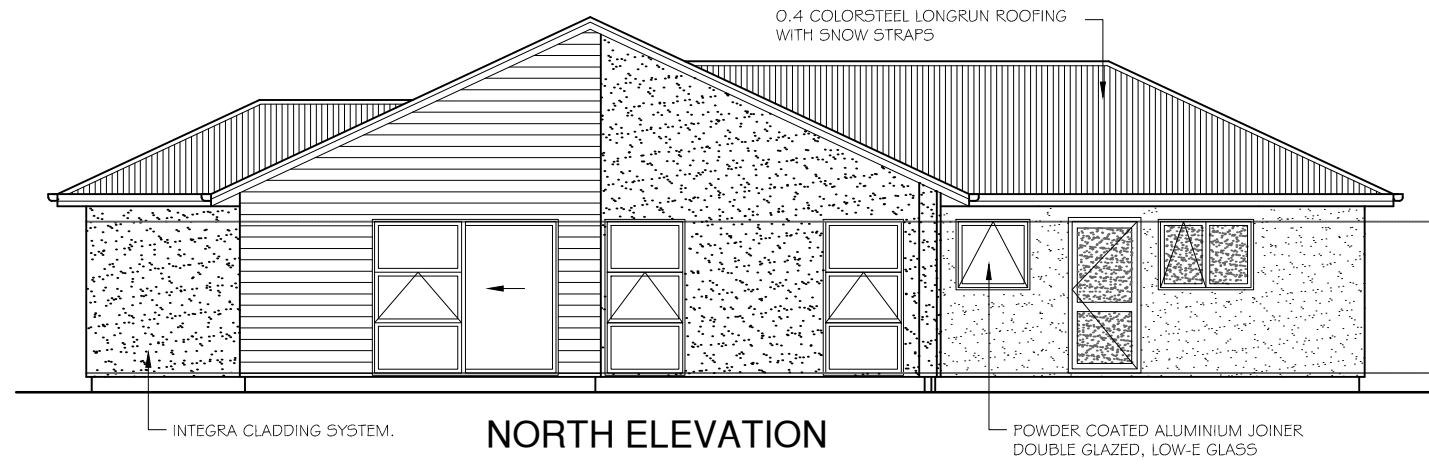 0.4 COLORSTEEL LONGRUN ROOFING
WITH SNOW STRAPS
INTEGRA CLADDING SYSTEM.
NORTH ELEVATION
POWDER COATED ALUMINIUM JOINER
DOUBLE GLAZED, LOW-E GLASS